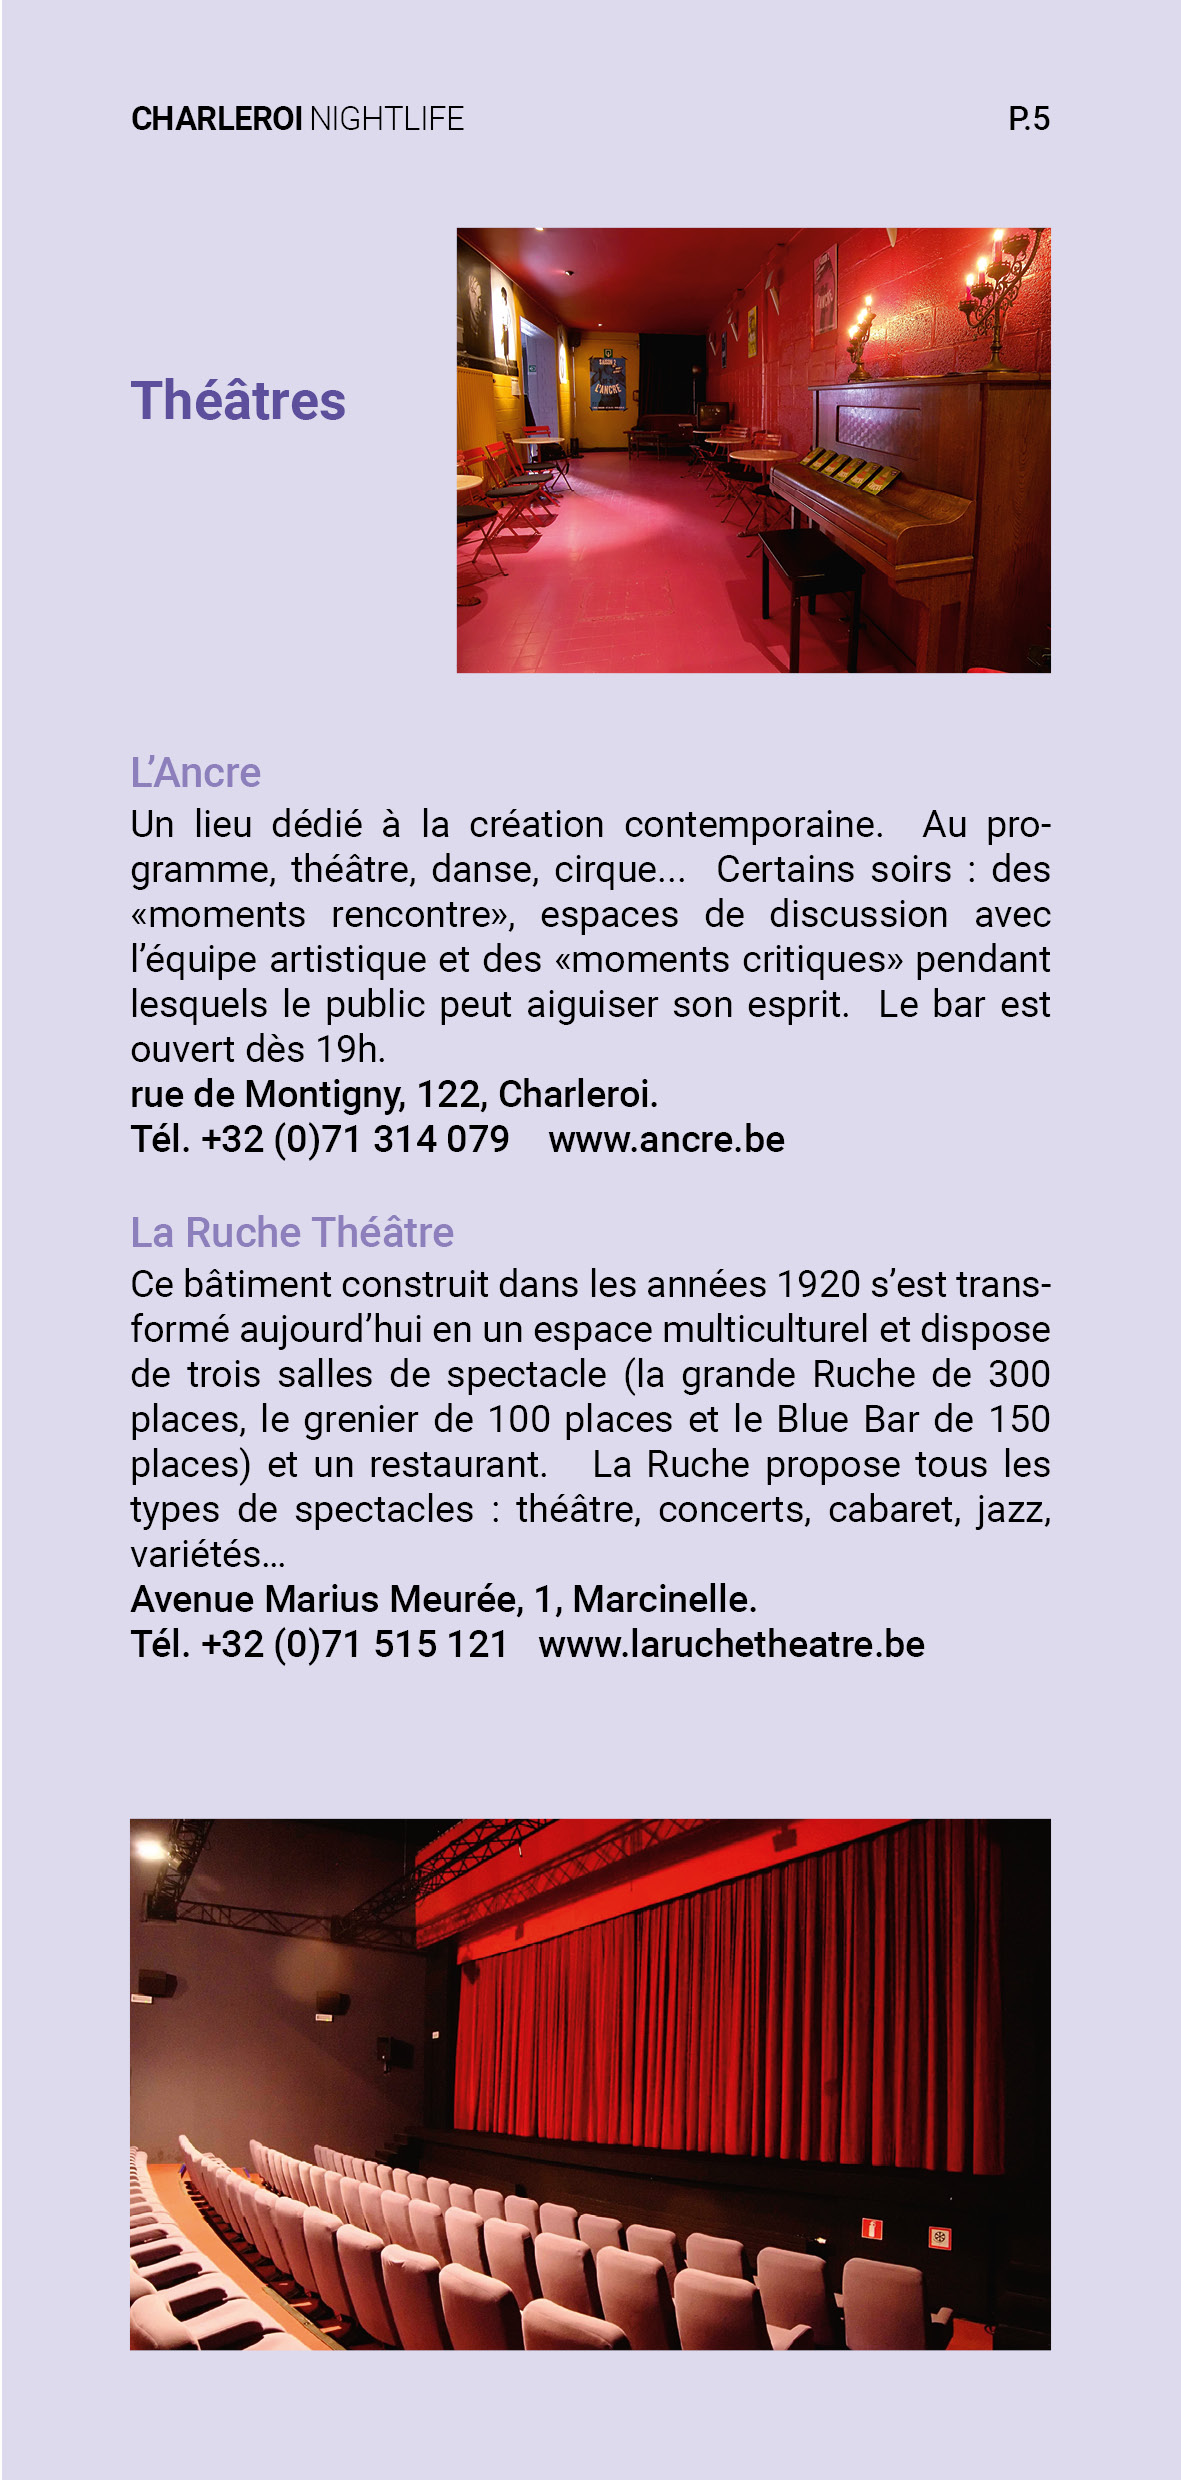 CHARLEROI NIGHTLIFE P.5
SAISON 2
L'ANCRE
Théâtres
L’Ancre
Un lieu dédié à la création contemporaine. Au pro-
gramme, théâtre, danse, cirque... Certains soirs : des
«moments rencontre», espaces de discussion avec
l’équipe artistique et des «moments critiques» pendant
lesquels le public peut aiguiser son esprit. Le bar est
ouvert dès 19h.
rue de Montigny, 122, Charleroi.
Tél. +32 (0)71 314 079 www.ancre.be
La Ruche Théâtre
Ce bâtiment construit dans les années 1920 s’est trans-
formé aujourd’hui en un espace multiculturel et dispose
de trois salles de spectacle (la grande Ruche de 300
places, le grenier de 100 places et le Blue Bar de 150
places) et un restaurant. La Ruche propose tous les
types de spectacles : théâtre, concerts, cabaret, jazz,
variétés…
Avenue Marius Meurée, 1, Marcinelle.
Tél. +32 (0)71 515 121 www.laruchetheatre.be